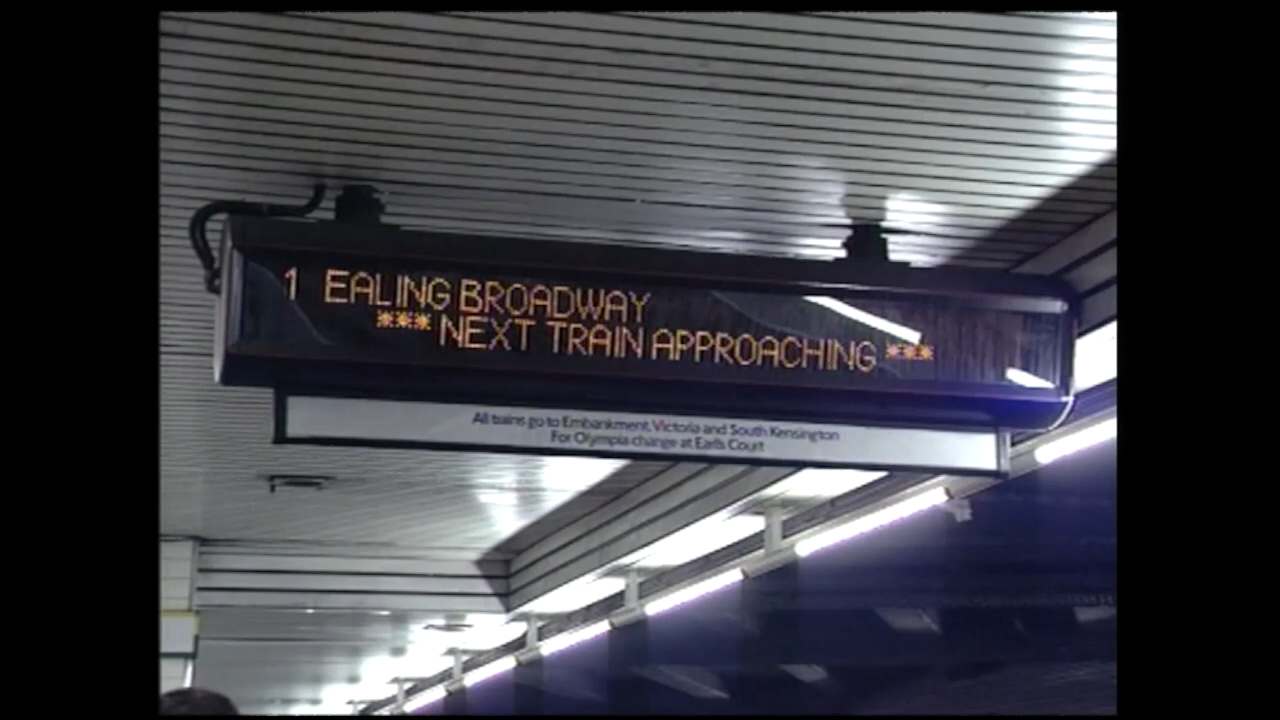 1 EALING BROADWAY
*** NEXT TRAIN APPROACHING ***
All trains go to Embankment, Victoria and South Kensington
For Olympia change at Earls Court